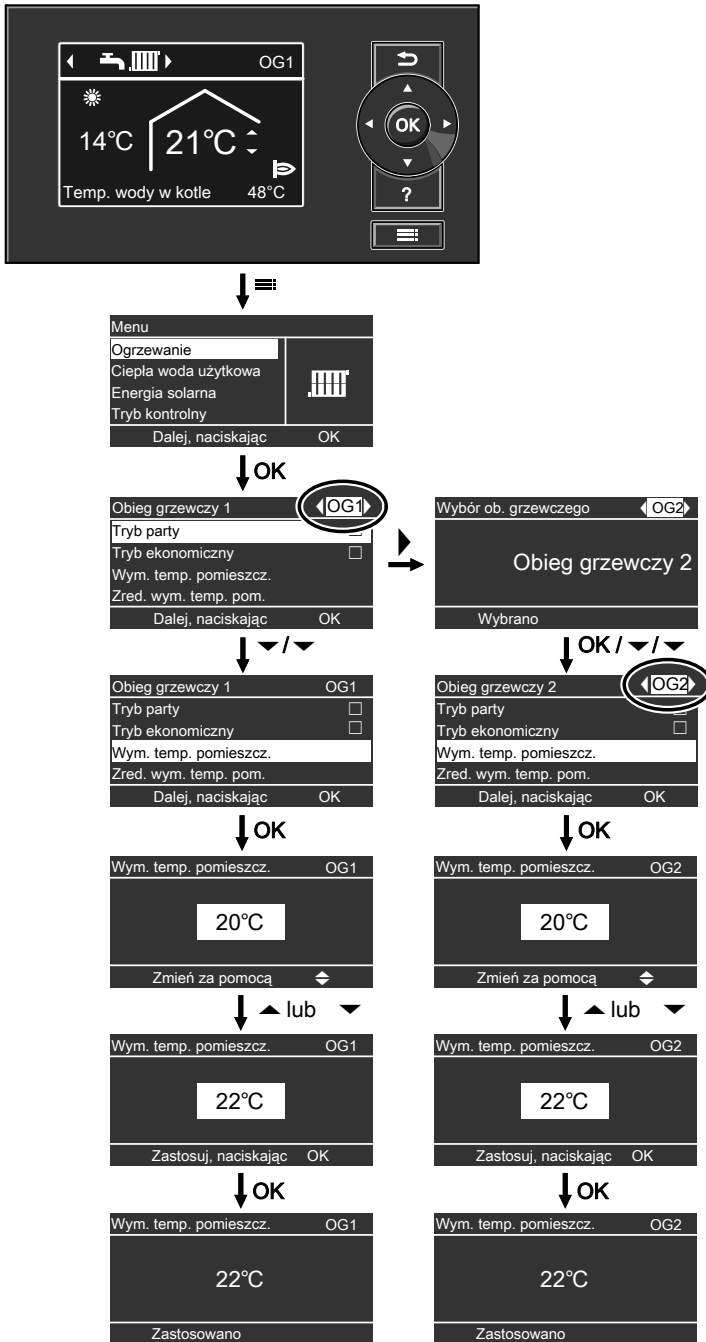 OG1
14°C 21°C
Temp. wody w kotle 48°C
OK
?
Menu
Ogrzewanie
Ciepła woda użytkowa
Energia solarna
Tryb kontrolny
Dalej, naciskając OK
OK
Obieg grzewczy 1 OG1
Tryb party
Tryb ekonomiczny
Wym. temp. pomieszcz.
Zred. wym. temp. pom.
Dalej, naciskając OK
Wybór ob. grzewczego OG2
Obieg grzewczy 2
Wybrano
/
OK / /
Obieg grzewczy 1 OG1
Tryb party
Tryb ekonomiczny
Wym. temp. pomieszcz.
Zred. wym. temp. pom.
Dalej, naciskając OK
Obieg grzewczy 2 OG2
Tryb party
Tryb ekonomiczny
Wym. temp. pomieszcz.
Zred. wym. temp. pom.
Dalej, naciskając OK
OK
OK
Wym. temp. pomieszcz. OG1
20°C
Zmień za pomocą
Wym. temp. pomieszcz. OG2
20°C
Zmień za pomocą
lub
lub
Wym. temp. pomieszcz. OG1
22°C
Zastosuj, naciskając OK
Wym. temp. pomieszcz. OG2
22°C
Zastosuj, naciskając OK
OK
OK
Wym. temp. pomieszcz. OG1
22°C
Zastosowano
Wym. temp. pomieszcz. OG2
22°C
Zastosowano